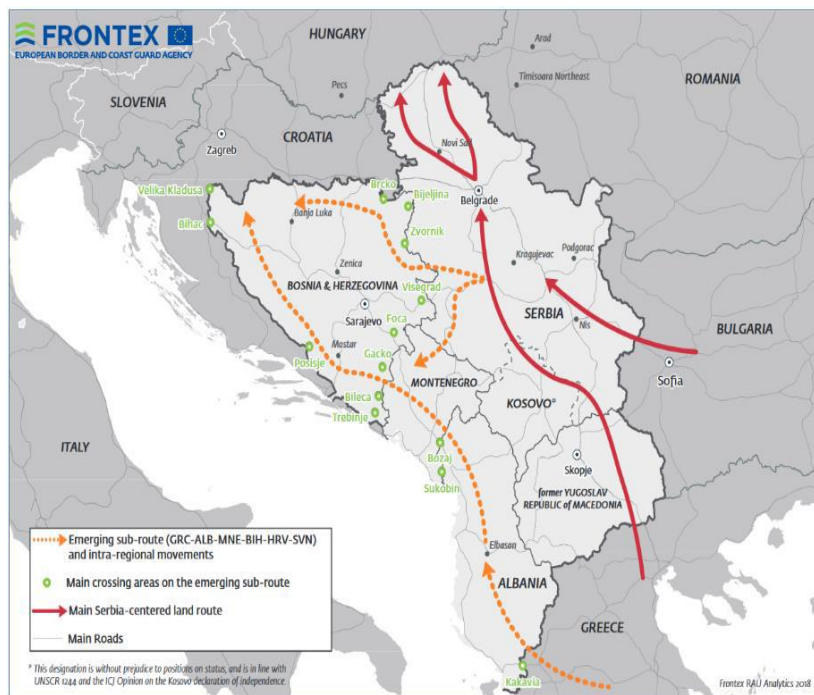 FRONTEX
EUROPEAN BORDER AND COAST GUARD AGENCY
HUNGARY
Arad
Timisoara Northeast
ROMANIA
Pecs
SLOVENIA
CROATIA
Zagreb
Novi Sad
Velika Kladusa
Brcko
Bijeljina
Belgrade
Bihac
Banja Luka
Zvornik
Kragujevac
Podgorac
Zenica
BOSNIA & HERZEGOVINA
Visegrad
SERBIA
Sarajevo
Foca
Nis
BULGARIA
Posisje
Mostar
Gacko
MONTENEGRO
Sofia
Bileca
KOSOVO*
Trebinje
ITALY
Bozaj
Skopje
Sukobin
former YUGOSLAV
REPUBLIC of MACEDONIA
Elbasan
ALBANIA
GREECE
Kakavia
Emerging sub-route (GRC-ALB-MNE-BIH-HRV-SVN)
and intra-regional movements
Main crossing areas on the emerging sub-route
Main Serbia-centered land route
Main Roads
* This designation is without prejudice to positions on status, and is in line with
UNSCR 1244 and the ICJ Opinion on the Kosovo declaration of independence.
Frontex RAU Analytics 2018